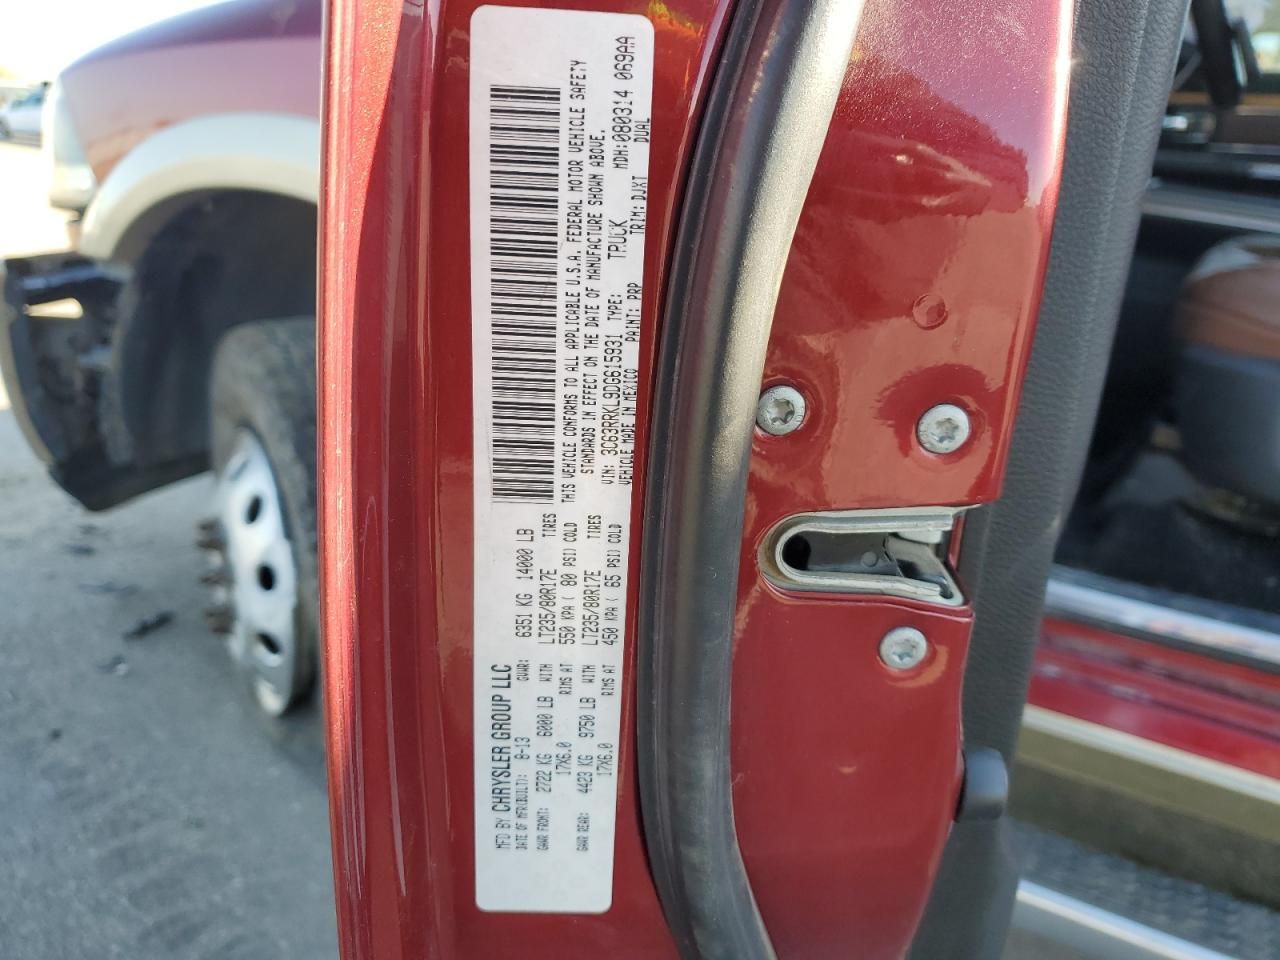 MFD BY CHRYSLER GROUP LLC
DATE OF MFR(BUILT): 8-13 GVWR: 6351 KG 14000 LB
GAWR FRONT: 2722 KG 6000 LB WITH LT235/80R17E TIRES
17X6.0 RIMS AT 550 KPA ( 80 PSI) COLD
GAWR REAR: 4423 KG 9750 LB WITH LT235/80R17E TIRES
17X6.0 RIMS AT 450 KPA ( 65 PSI) COLD
THIS VEHICLE CONFORMS TO ALL APPLICABLE U.S.A. FEDERAL MOTOR VEHICLE SAFETY
STANDARDS IN EFFECT ON THE DATE OF MANUFACTURE SHOWN ABOVE.
VIN: 3C63RRKL9DG615931 TYPE: TRUCK MDH:080314 069AA
VEHICLE MADE IN MEXICO PAINT: PRP TRIM: DJXT DUAL